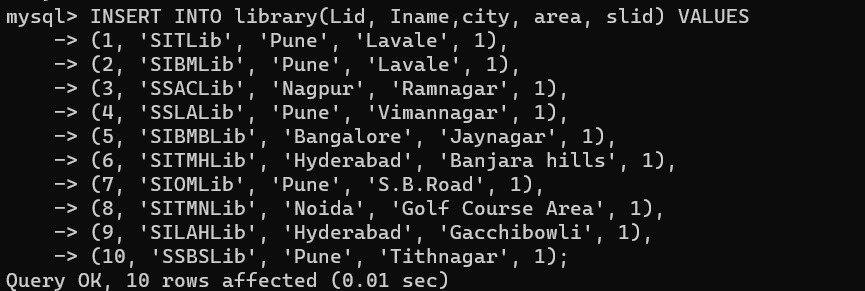 mysql> INSERT INTO library(Lid, Iname,city, area, slid) VALUES
    -> (1, 'SITLib', 'Pune', 'Lavale', 1),
    -> (2, 'SIBMLib', 'Pune', 'Lavale', 1),
    -> (3, 'SSACLib', 'Nagpur', 'Ramnagar', 1),
    -> (4, 'SSLALib', 'Pune', 'Vimannagar', 1),
    -> (5, 'SIBMBLib', 'Bangalore', 'Jaynagar', 1),
    -> (6, 'SITMHLib', 'Hyderabad', 'Banjara hills', 1),
    -> (7, 'SIOMLib', 'Pune', 'S.B.Road', 1),
    -> (8, 'SITMNLib', 'Noida', 'Golf Course Area', 1),
    -> (9, 'SILAHLib', 'Hyderabad', 'Gacchibowli', 1),
    -> (10, 'SSBSLib', 'Pune', 'Tithnagar', 1);
Query OK, 10 rows affected (0.01 sec)